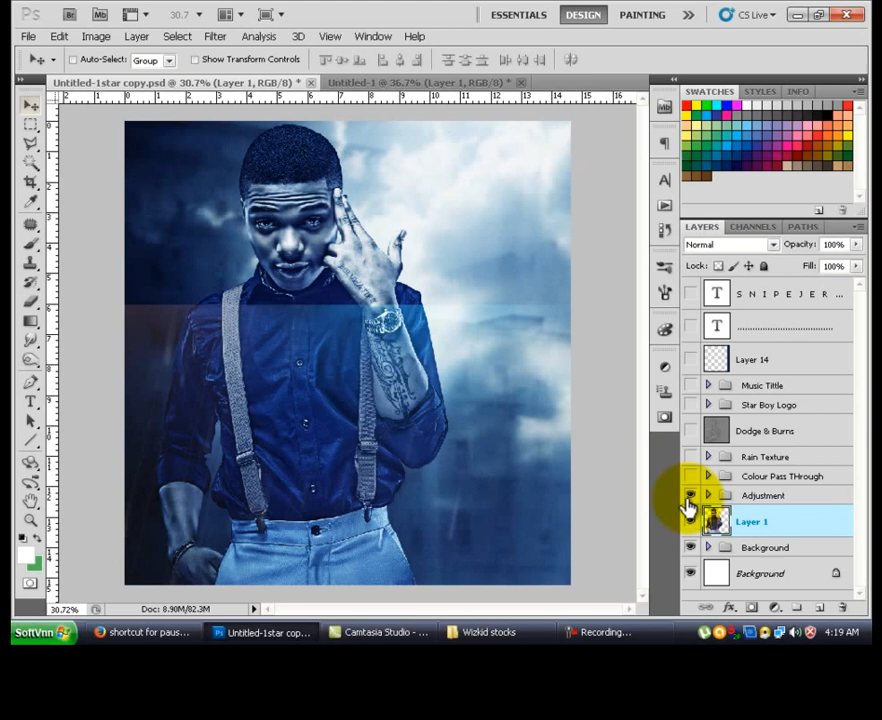 Ps Br Mb 30.7 ESSENTIALS DESIGN PAINTING CS Live
File Edit Image Layer Select Filter Analysis 3D View Window Help
Auto-Select: Group Show Transform Controls
Untitled-1star copy.psd @ 30.7% (Layer 1, RGB/8) * Untitled-1 @ 36.7% (Layer 1, RGB/8) *
SWATCHES STYLES INFO
LAYERS CHANNELS PATHS
Normal Opacity: 100%
Lock: Fill: 100%
T S N I P E J E R ...
T ..............................
Layer 14
Music Tittle
Star Boy Logo
Dodge & Burns
Rain Texture
Colour Pass THrough
Adjustment
Layer 1
Background
Background
30.72% Doc: 8.90M/82.3M
SoftVnn shortcut for paus... Untitled-1star cop... Camtasia Studio - ... Wizkid stocks Recording... 4:19 AM